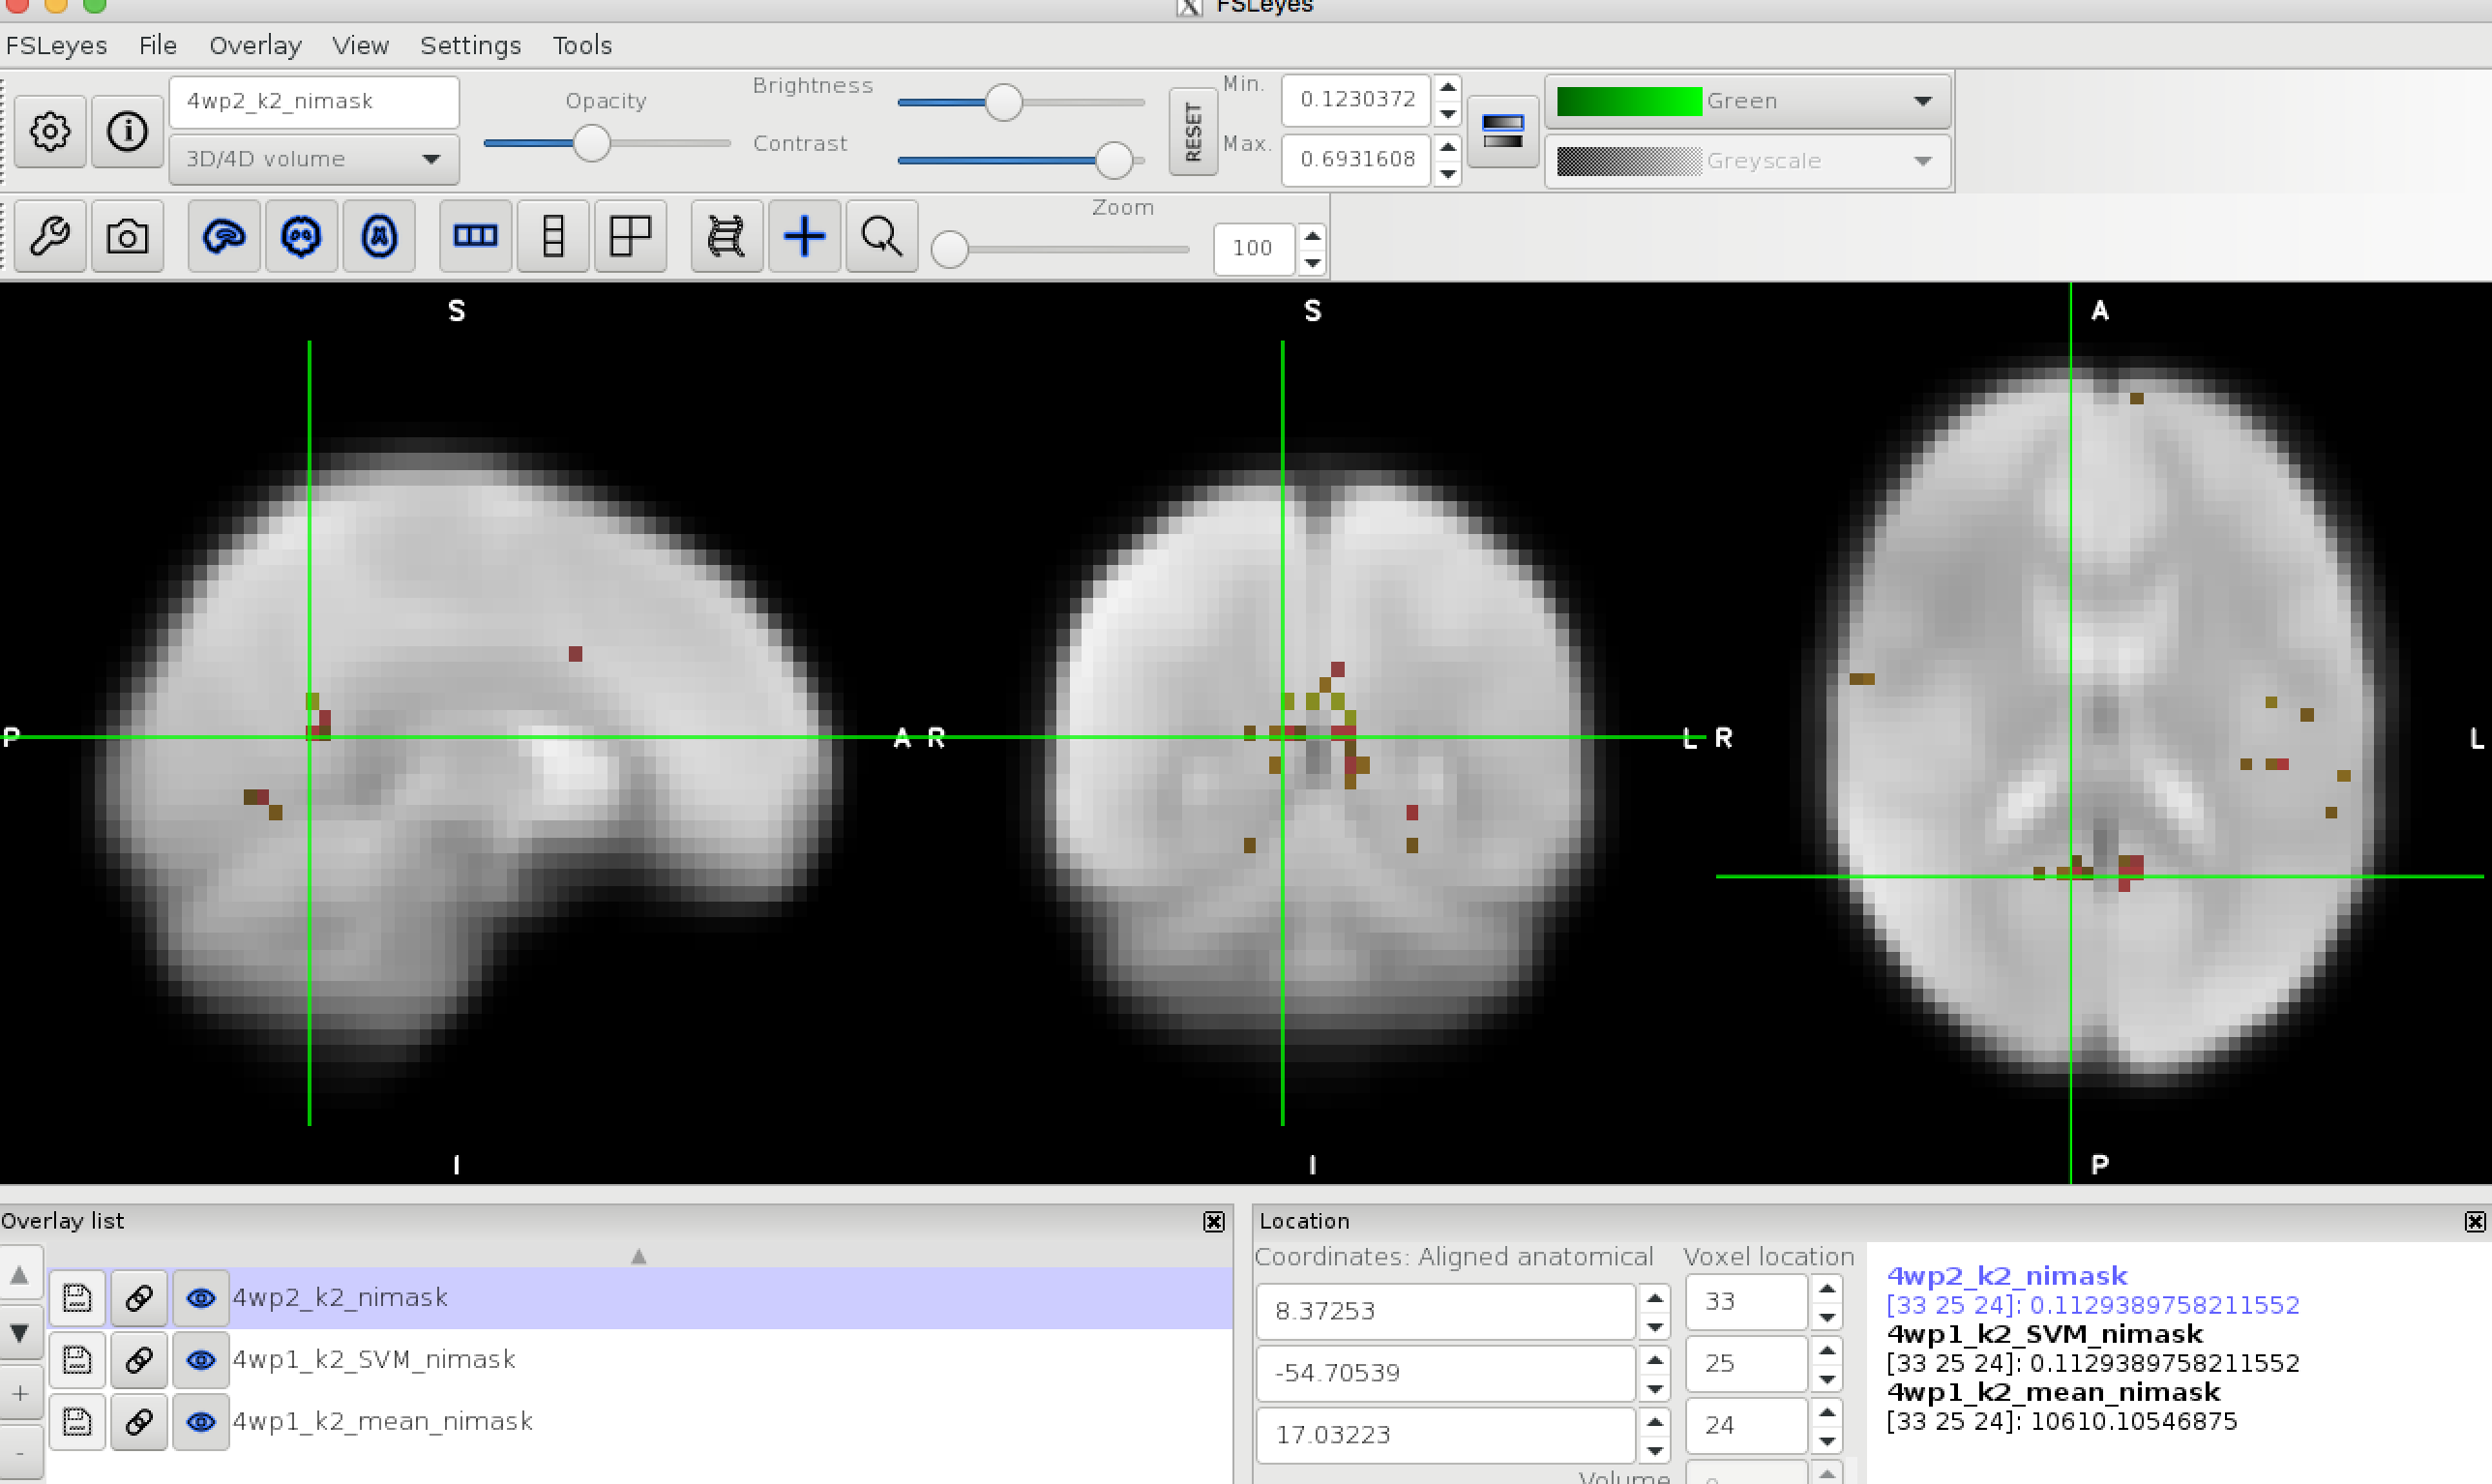 FSLeyes
FSLeyes File Overlay View Settings Tools
4wp2_k2_nimask
3D/4D volume
Opacity
Brightness
Contrast
RESET
Min. 0.1230372
Max. 0.6931608
Green
Greyscale
Zoom
100
S S A
P A R L R L
I I P
Overlay list
4wp2_k2_nimask
4wp1_k2_SVM_nimask
4wp1_k2_mean_nimask
+
-
Location
Coordinates: Aligned anatomical Voxel location
8.37253 33
-54.70539 25
17.03223 24
Volume
4wp2_k2_nimask
[33 25 24]: 0.1129389758211552
4wp1_k2_SVM_nimask
[33 25 24]: 0.1129389758211552
4wp1_k2_mean_nimask
[33 25 24]: 10610.10546875